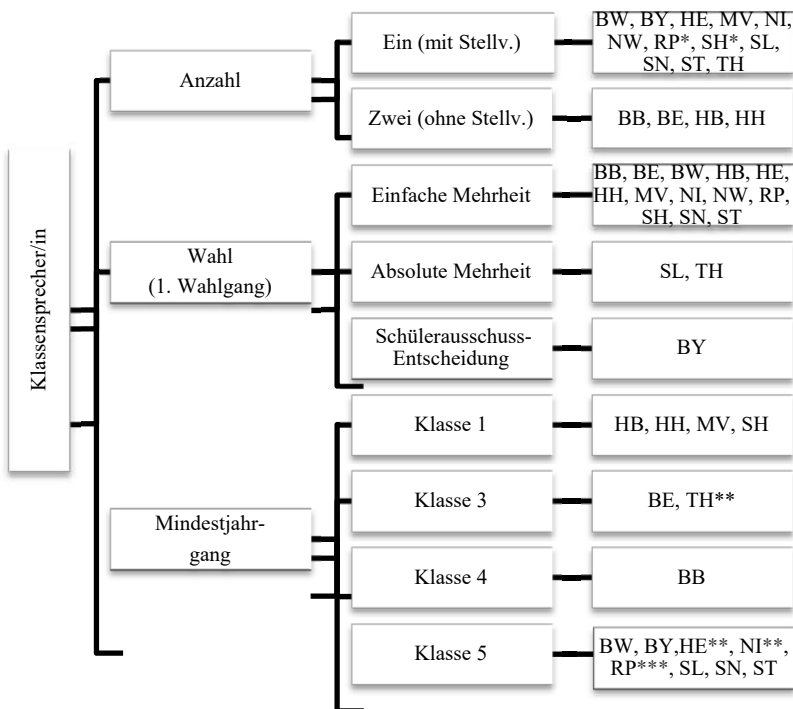 Klassensprecher/in
Anzahl
Ein (mit Stellv.)
BW, BY, HE, MV, NI,
NW, RP*, SH*, SL,
SN, ST, TH
Zwei (ohne Stellv.)
BB, BE, HB, HH
Wahl
(1. Wahlgang)
Einfache Mehrheit
BB, BE, BW, HB, HE,
HH, MV, NI, NW, RP,
SH, SN, ST
Absolute Mehrheit
SL, TH
Schülerausschuss-
Entscheidung
BY
Mindestjahr-
gang
Klasse 1
HB, HH, MV, SH
Klasse 3
BE, TH**
Klasse 4
BB
Klasse 5
BW, BY,HE**, NI**,
RP***, SL, SN, ST